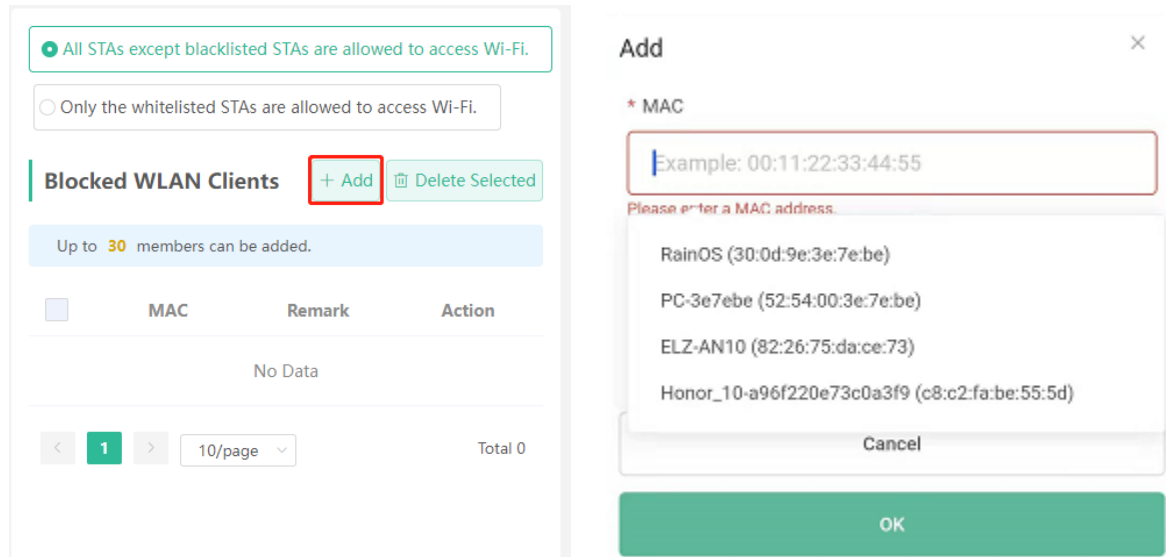 All STAs except blacklisted STAs are allowed to access Wi-Fi.
Only the whitelisted STAs are allowed to access Wi-Fi.
Blocked WLAN Clients
+ Add
Delete Selected
Up to 30 members can be added.
MAC Remark Action
No Data
< 1 > 10/page
Total 0
Add
* MAC
Example: 00:11:22:33:44:55
Please enter a MAC address.
RainOS (30:0d:9e:3e:7e:be)
PC-3e7ebe (52:54:00:3e:7e:be)
ELZ-AN10 (82:26:75:da:ce:73)
Honor_10-a96f220e73c0a3f9 (c8:c2:fa:be:55:5d)
Cancel
OK